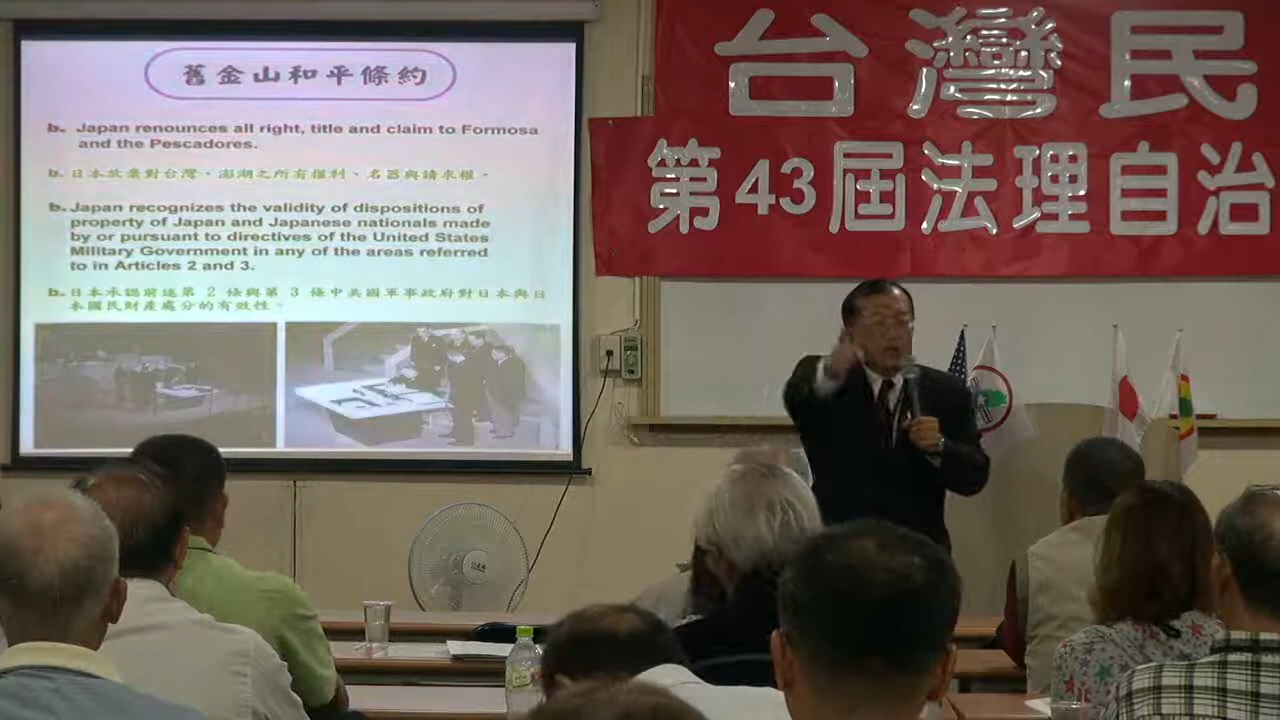 舊金山和平條約
b. Japan renounces all right, title and claim to Formosa
and the Pescadores.
b. 日本放棄對台灣、澎湖之所有權利、名器與請求權。
b. Japan recognizes the validity of dispositions of
property of Japan and Japanese nationals made
by or pursuant to directives of the United States
Military Government in any of the areas referred
to in Articles 2 and 3.
b. 日本承認前述第 2 條與第 3 條中美國軍事政府對日本與日
本國民財產處分的有效性。
台灣民
第43屆法理自治